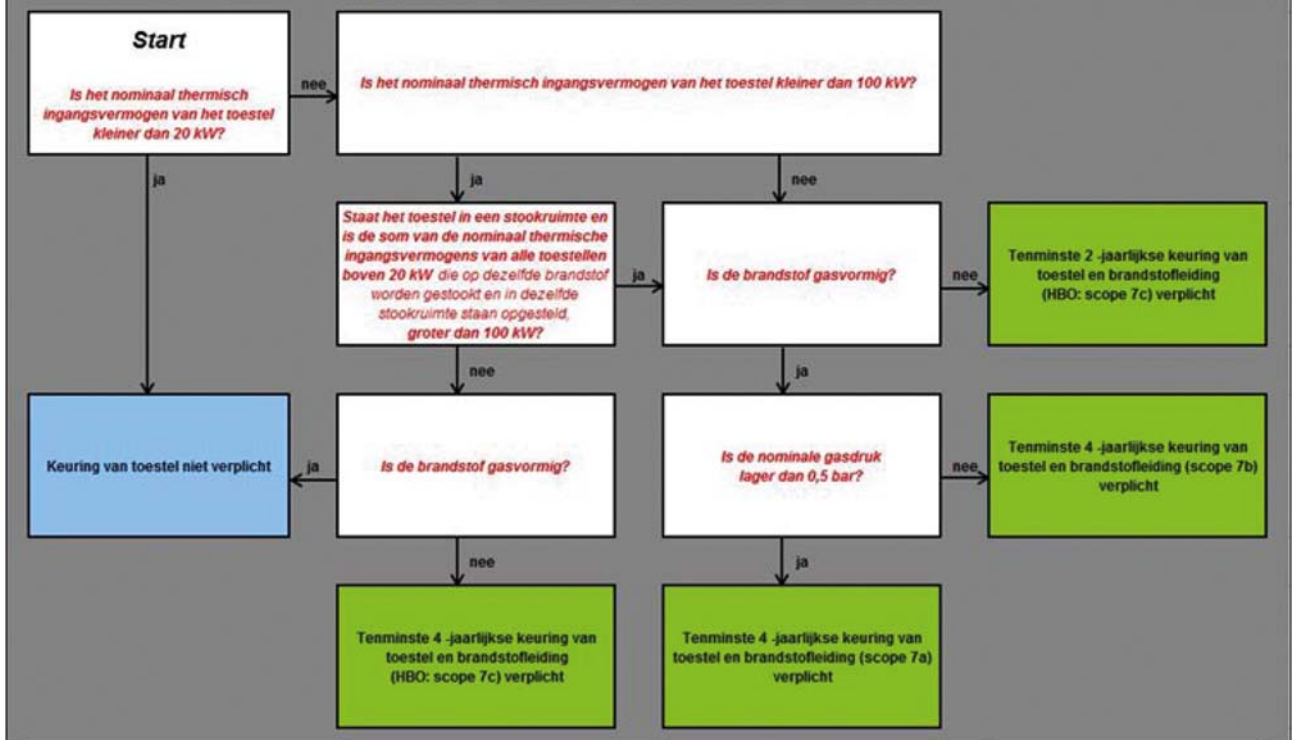 Start
Is het nominaal thermisch
ingangsvermogen van het toestel
kleiner dan 20 kW?
nee
Is het nominaal thermisch ingangsvermogen van het toestel kleiner dan 100 kW?
ja
ja
nee
Staat het toestel in een stookruimte en
is de som van de nominaal thermische
ingangsvermogens van alle toestellen
boven 20 kW die op dezelfde brandstof
worden gestookt en in dezelfde
stookruimte staan opgesteld,
groter dan 100 kW?
ja
Is de brandstof gasvormig?
nee
Tenminste 2 -jaarlijkse keuring van
toestel en brandstofleiding
(HBO: scope 7c) verplicht
nee
ja
Keuring van toestel niet verplicht
ja
Is de brandstof gasvormig?
Is de nominale gasdruk
lager dan 0,5 bar?
nee
Tenminste 4 -jaarlijkse keuring van
toestel en brandstofleiding (scope 7b)
verplicht
nee
ja
Tenminste 4 -jaarlijkse keuring van
toestel en brandstofleiding
(HBO: scope 7c) verplicht
Tenminste 4 -jaarlijkse keuring van
toestel en brandstofleiding (scope 7a)
verplicht